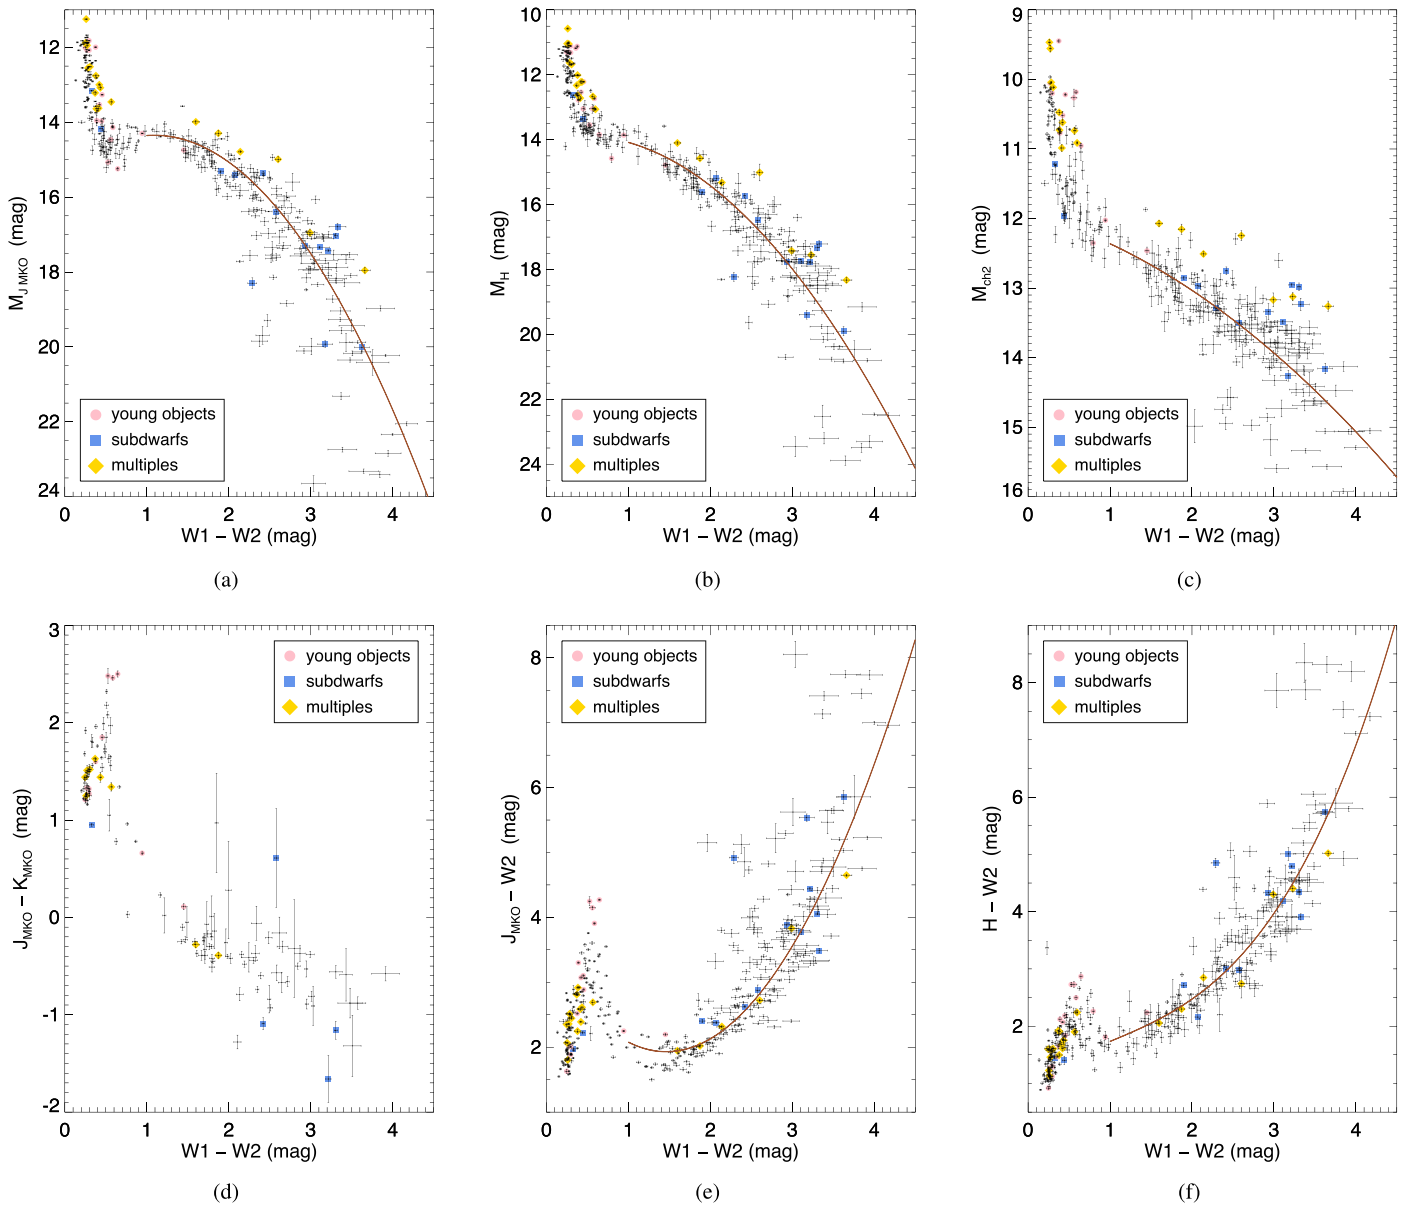 12
14
16
18
20
22
24
M_J MKO (mag)
young objects
subdwarfs
multiples
0 1 2 3 4
W1 − W2 (mag)
(a)
10
12
14
16
18
20
22
24
M_H (mag)
young objects
subdwarfs
multiples
0 1 2 3 4
W1 − W2 (mag)
(b)
9
10
11
12
13
14
15
16
M_ch2 (mag)
young objects
subdwarfs
multiples
0 1 2 3 4
W1 − W2 (mag)
(c)
3
2
1
0
-1
-2
J_MKO − K_MKO (mag)
young objects
subdwarfs
multiples
0 1 2 3 4
W1 − W2 (mag)
(d)
8
6
4
2
J_MKO − W2 (mag)
young objects
subdwarfs
multiples
0 1 2 3 4
W1 − W2 (mag)
(e)
8
6
4
2
H − W2 (mag)
young objects
subdwarfs
multiples
0 1 2 3 4
W1 − W2 (mag)
(f)